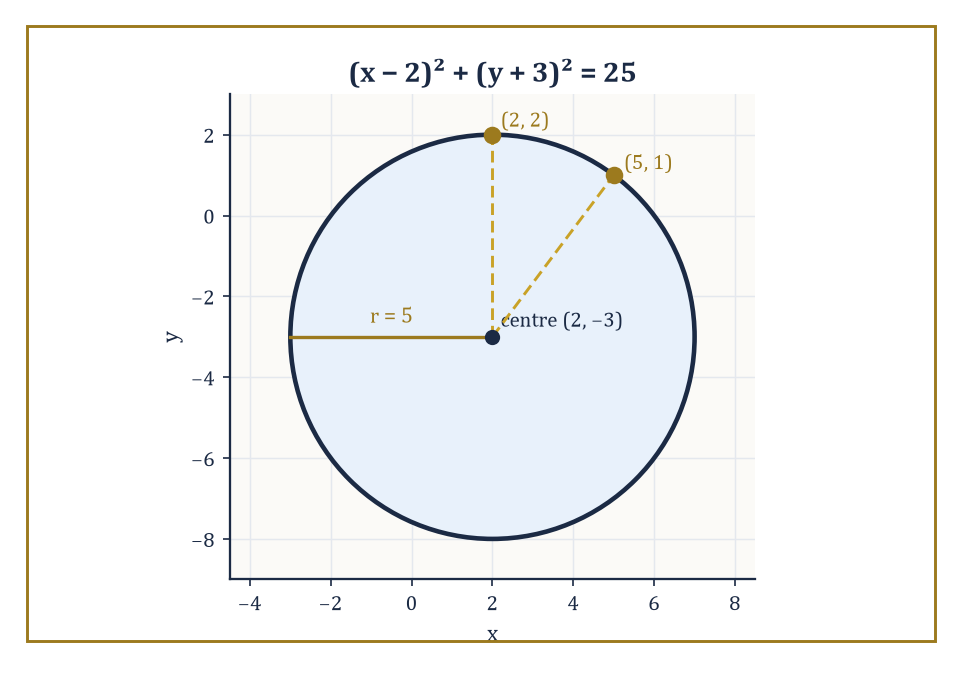 (x − 2)² + (y + 3)² = 25
(2, 2)
(5, 1)
r = 5
centre (2, −3)
y
2
0
−2
−4
−6
−8
−4 −2 0 2 4 6 8
x